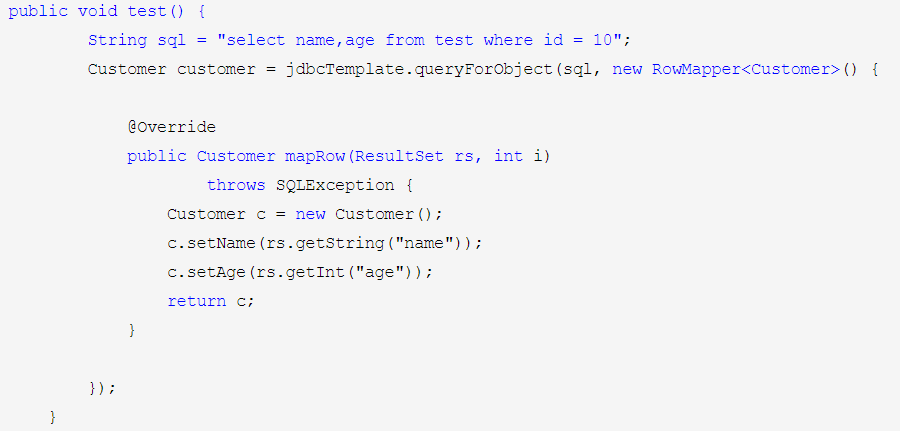 public void test() {
String sql = "select name,age from test where id = 10";
Customer customer = jdbcTemplate.queryForObject(sql, new RowMapper<Customer>() {
@Override
public Customer mapRow(ResultSet rs, int i)
throws SQLException {
Customer c = new Customer();
c.setName(rs.getString("name"));
c.setAge(rs.getInt("age"));
return c;
}
});
}